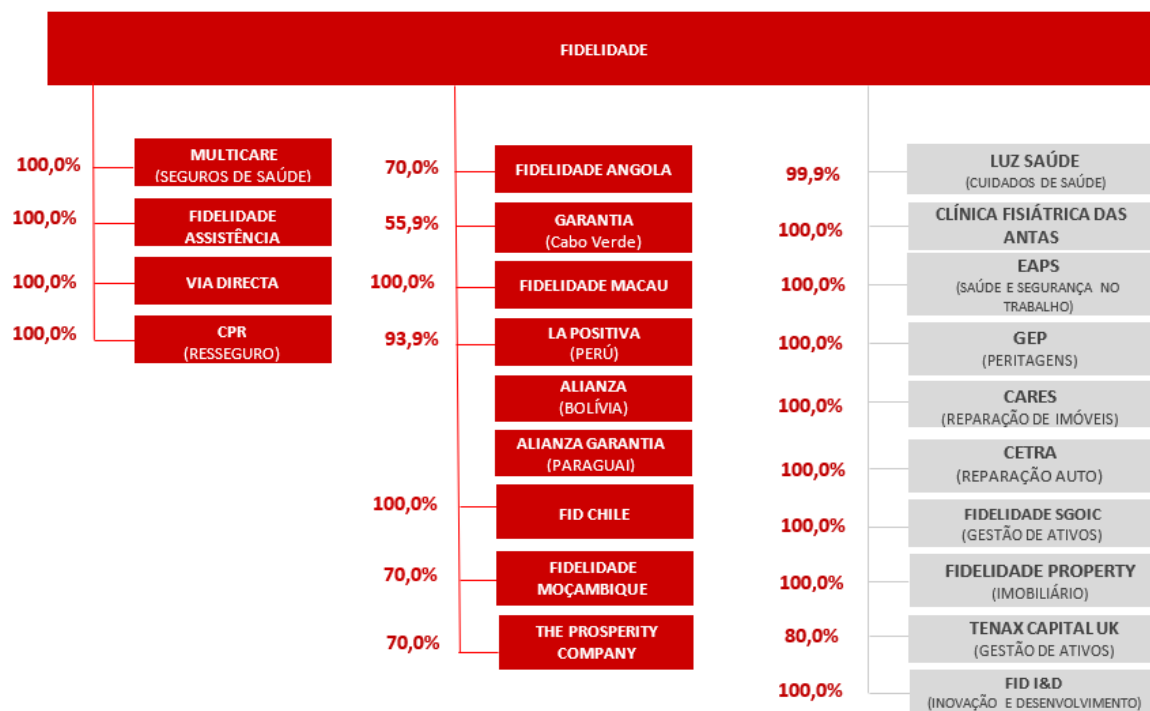 FIDELIDADE
100,0%
MULTICARE
(SEGUROS DE SAÚDE)
100,0%
FIDELIDADE
ASSISTÊNCIA
100,0%
VIA DIRECTA
100,0%
CPR
(RESSEGURO)
70,0%
FIDELIDADE ANGOLA
55,9%
GARANTIA
(Cabo Verde)
100,0%
FIDELIDADE MACAU
93,9%
LA POSITIVA
(PERÚ)
ALIANZA
(BOLÍVIA)
ALIANZA GARANTIA
(PARAGUAI)
100,0%
FID CHILE
70,0%
FIDELIDADE
MOÇAMBIQUE
70,0%
THE PROSPERITY
COMPANY
99,9%
LUZ SAÚDE
(CUIDADOS DE SAÚDE)
100,0%
CLÍNICA FISIÁTRICA DAS
ANTAS
100,0%
EAPS
(SAÚDE E SEGURANÇA NO
TRABALHO)
100,0%
GEP
(PERITAGENS)
100,0%
CARES
(REPARAÇÃO DE IMÓVEIS)
100,0%
CETRA
(REPARAÇÃO AUTO)
100,0%
FIDELIDADE SGOIC
(GESTÃO DE ATIVOS)
100,0%
FIDELIDADE PROPERTY
(IMOBILIÁRIO)
80,0%
TENAX CAPITAL UK
(GESTÃO DE ATIVOS)
100,0%
FID I&D
(INOVAÇÃO E DESENVOLVIMENTO)